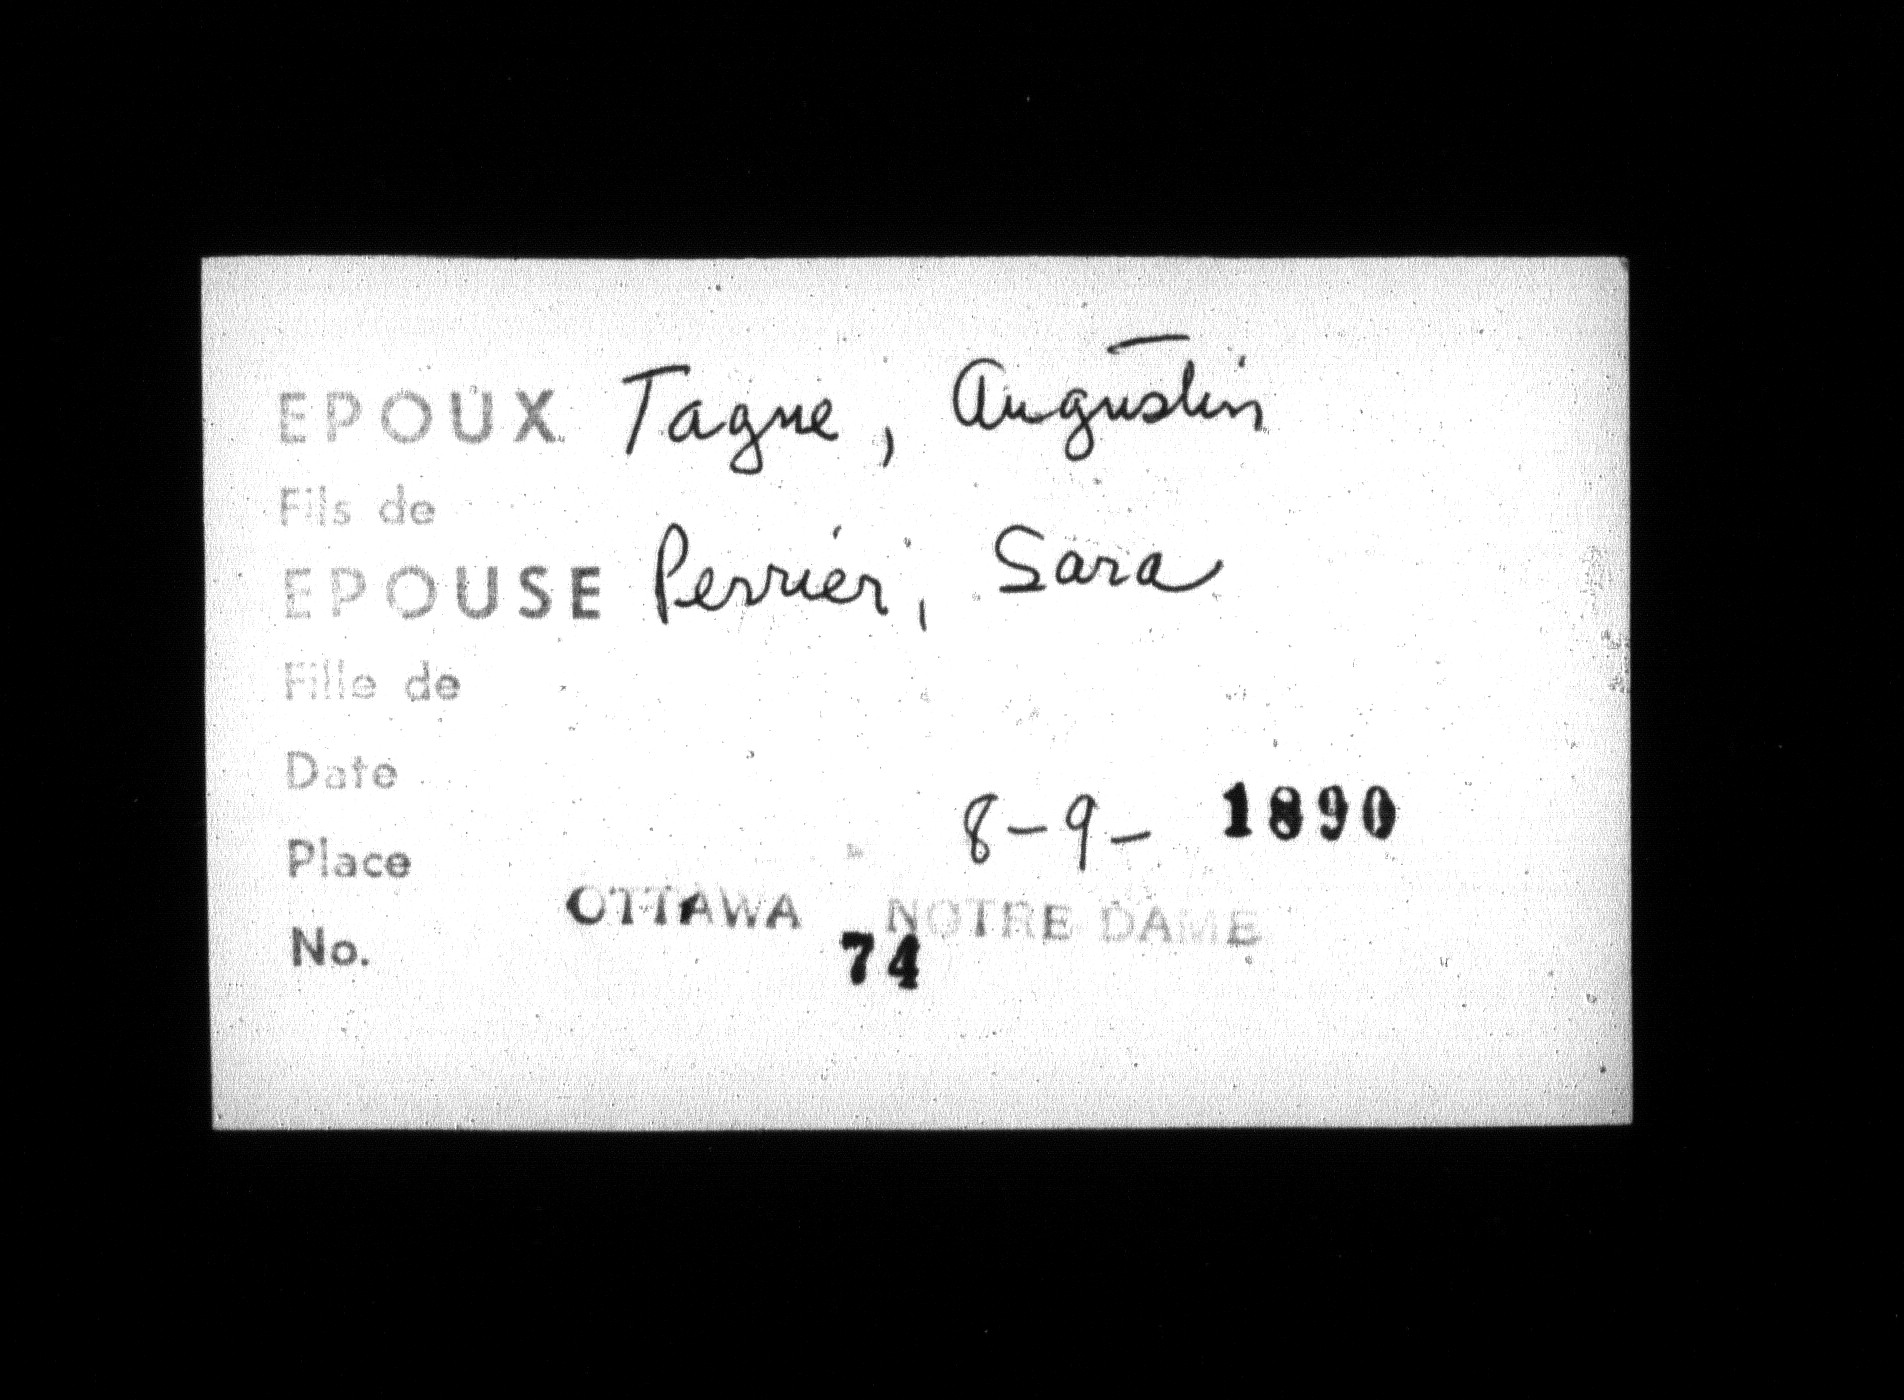 EPOUX Tagne, Augustin
Fils de
EPOUSE Perrier, Sara
Fille de
Date 8-9- 1890
Place OTTAWA NOTRE DAME
No. 74